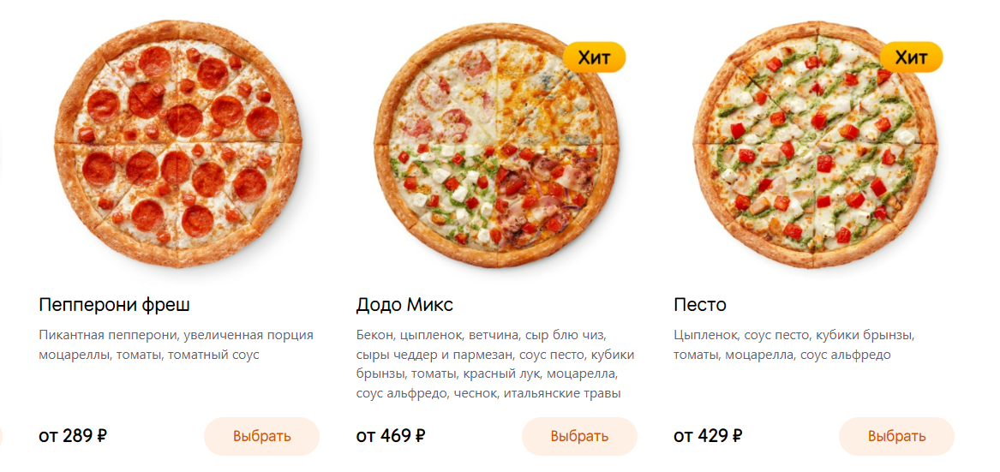 Хит
Хит
Пепперони фреш
Пикантная пепперони, увеличенная порция
моцареллы, томаты, томатный соус
от 289 ₽
Выбрать
Додо Микс
Бекон, цыпленок, ветчина, сыр блю чиз,
сыры чеддер и пармезан, соус песто, кубики
брынзы, томаты, красный лук, моцарелла,
соус альфредо, чеснок, итальянские травы
от 469 ₽
Выбрать
Песто
Цыпленок, соус песто, кубики брынзы,
томаты, моцарелла, соус альфредо
от 429 ₽
Выбрать